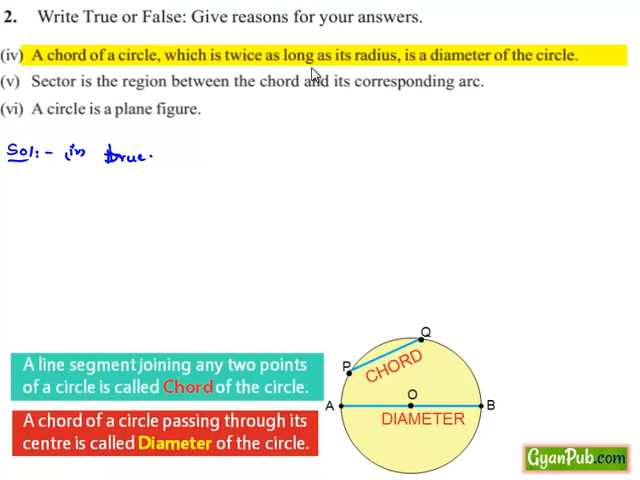 2. Write True or False: Give reasons for your answers.
(iv) A chord of a circle, which is twice as long as its radius, is a diameter of the circle.
(v) Sector is the region between the chord and its corresponding arc.
(vi) A circle is a plane figure.
Sol:- (iv) true.
A line segment joining any two points
of a circle is called Chord of the circle.
A chord of a circle passing through its
centre is called Diameter of the circle.
Q
P
CHORD
O
A
B
DIAMETER
GyanPub.com